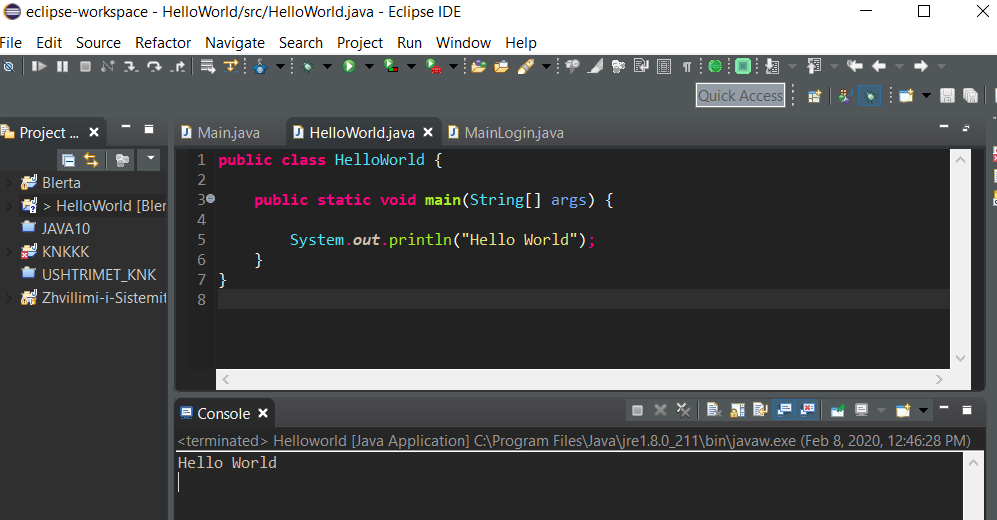 eclipse-workspace - HelloWorld/src/HelloWorld.java - Eclipse IDE
File Edit Source Refactor Navigate Search Project Run Window Help
Quick Access
Project ...
Main.java HelloWorld.java MainLogin.java
Blerta
> HelloWorld [Bler
JAVA10
KNKKK
USHTRIMET_KNK
Zhvillimi-i-Sistemit
1 public class HelloWorld {
2
3 public static void main(String[] args) {
4
5 System.out.println("Hello World");
6 }
7 }
8
Console
<terminated> Helloworld [Java Application] C:\Program Files\Java\jre1.8.0_211\bin\javaw.exe (Feb 8, 2020, 12:46:28 PM)
Hello World